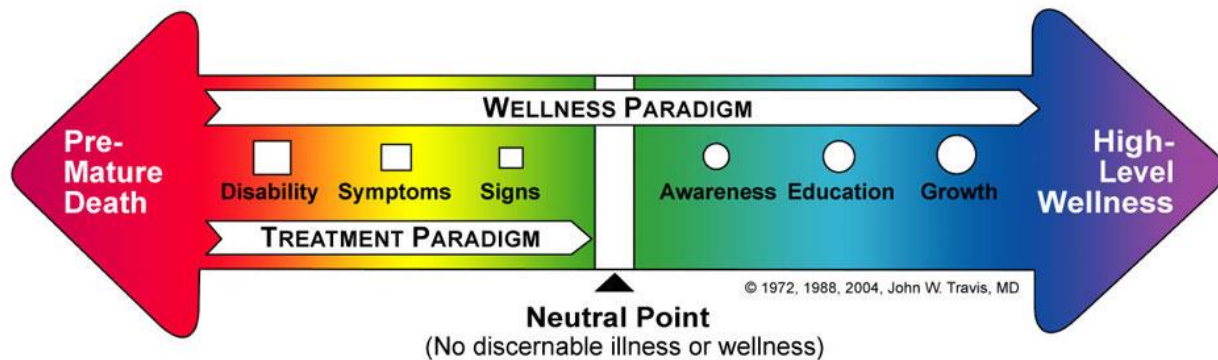 WELLNESS PARADIGM
Pre-
Mature
Death
Disability Symptoms Signs Awareness Education Growth
High-
Level
Wellness
TREATMENT PARADIGM
© 1972, 1988, 2004, John W. Travis, MD
Neutral Point
(No discernable illness or wellness)